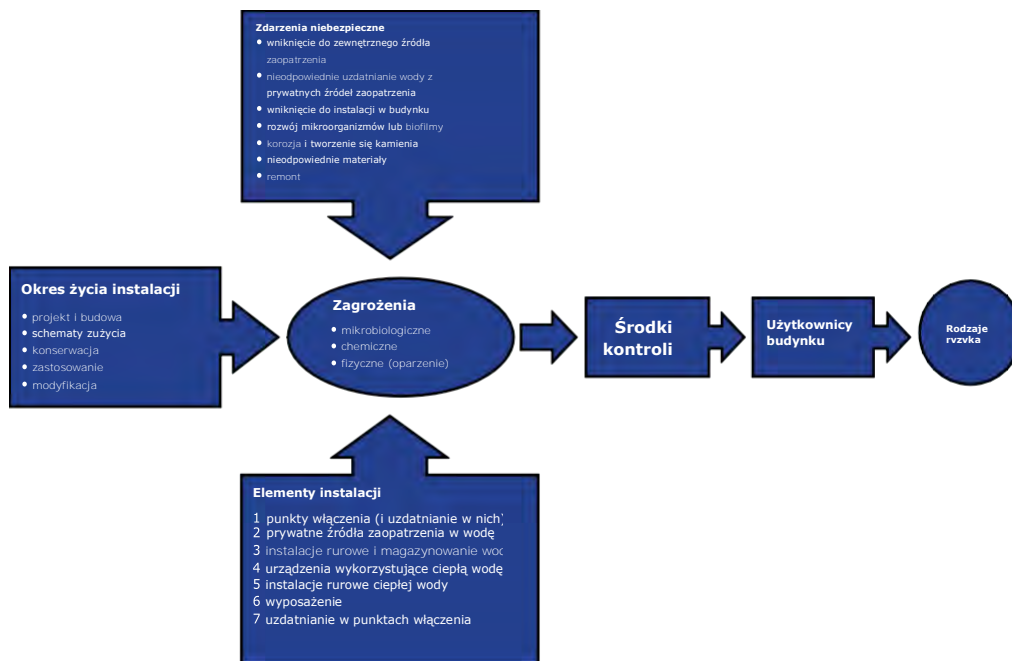 Zdarzenia niebezpieczne
• wniknięcie do zewnętrznego źródła
zaopatrzenia
• nieodpowiednie uzdatnianie wody z
prywatnych źródeł zaopatrzenia
• wniknięcie do instalacji w budynku
• rozwój mikroorganizmów lub biofilmy
• korozja i tworzenie się kamienia
• nieodpowiednie materiały
• remont
Okres życia instalacji
• projekt i budowa
• schematy zużycia
• konserwacja
• zastosowanie
• modyfikacja
Zagrożenia
• mikrobiologiczne
• chemiczne
• fizyczne (oparzenie)
Środki
kontroli
Użytkownicy
budynku
Rodzaje
rvzvka
Elementy instalacji
1 punkty włączenia (i uzdatnianie w nich)
2 prywatne źródła zaopatrzenia w wodę
3 instalacje rurowe i magazynowanie woc
4 urządzenia wykorzystujące ciepłą wodę
5 instalacje rurowe ciepłej wody
6 wyposażenie
7 uzdatnianie w punktach włączenia